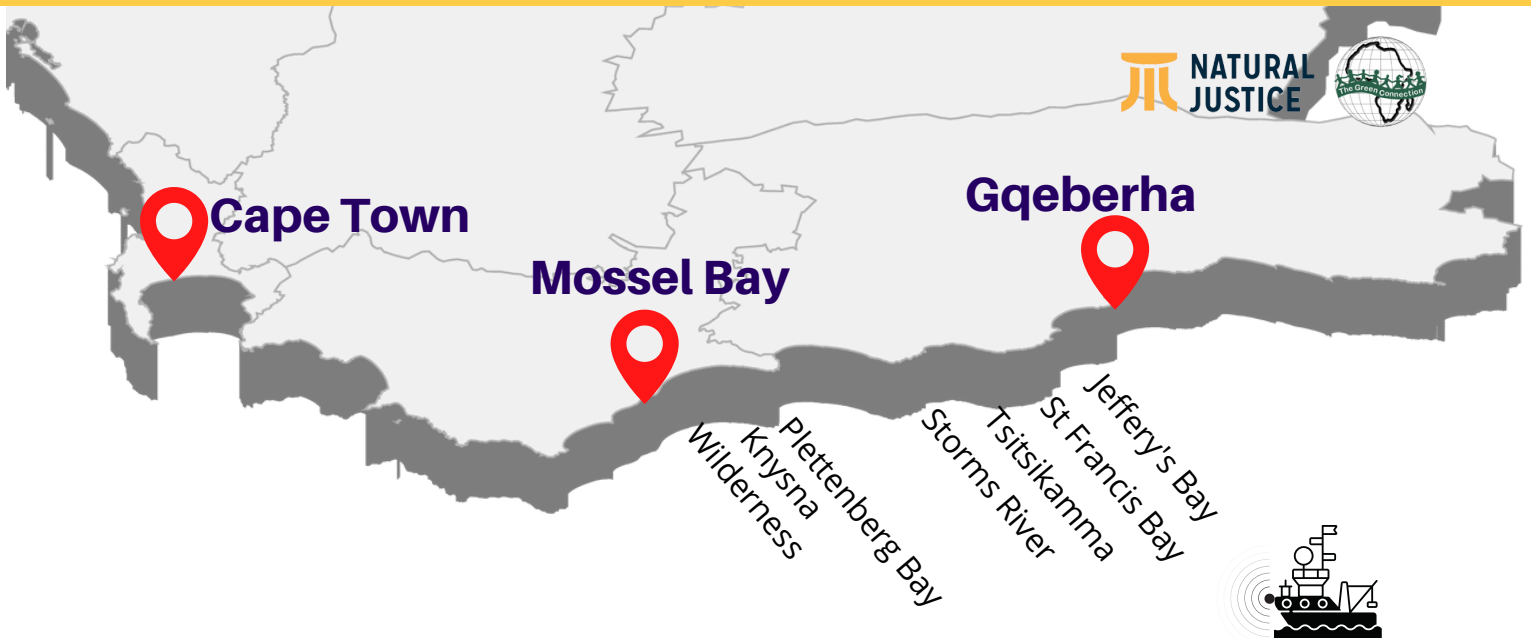 NATURAL
JUSTICE
The Green Connection
Gqeberha
Cape Town
Mossel Bay
Wilderness
Knysna
Plettenberg Bay
Storms River
Tsitsikamma
St Francis Bay
Jeffery's Bay